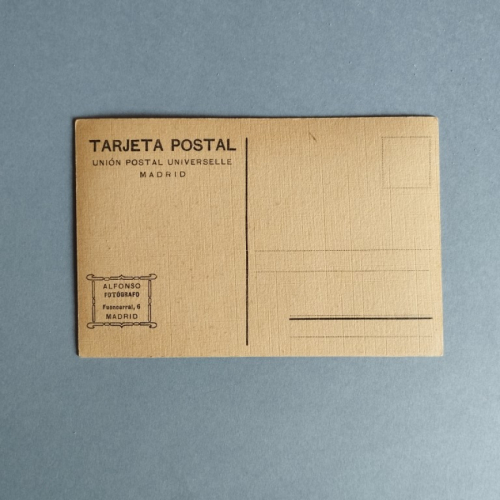 TARJETA POSTAL
UNIÓN POSTAL UNIVERSELLE
MADRID
ALFONSO
FOTÓGRAFO
Fuencarral, 6
MADRID